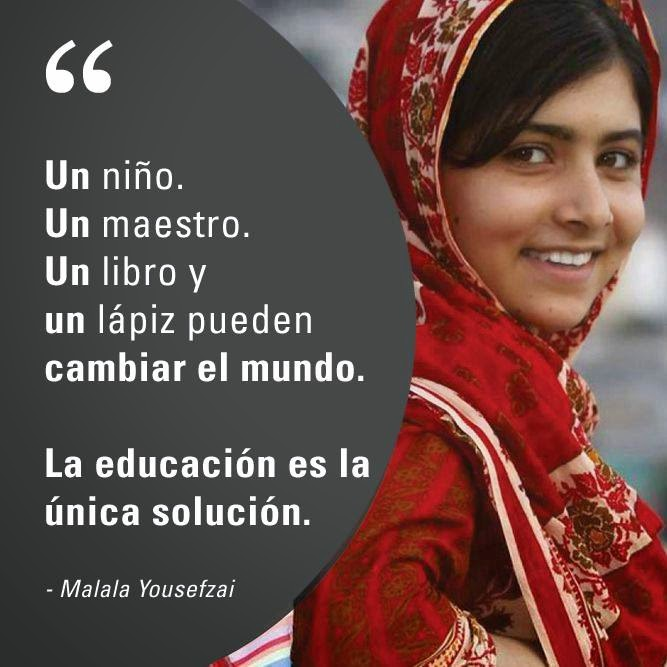 “
Un niño.
Un maestro.
Un libro y
un lápiz pueden
cambiar el mundo.
La educación es la
única solución.
- Malala Yousefzai